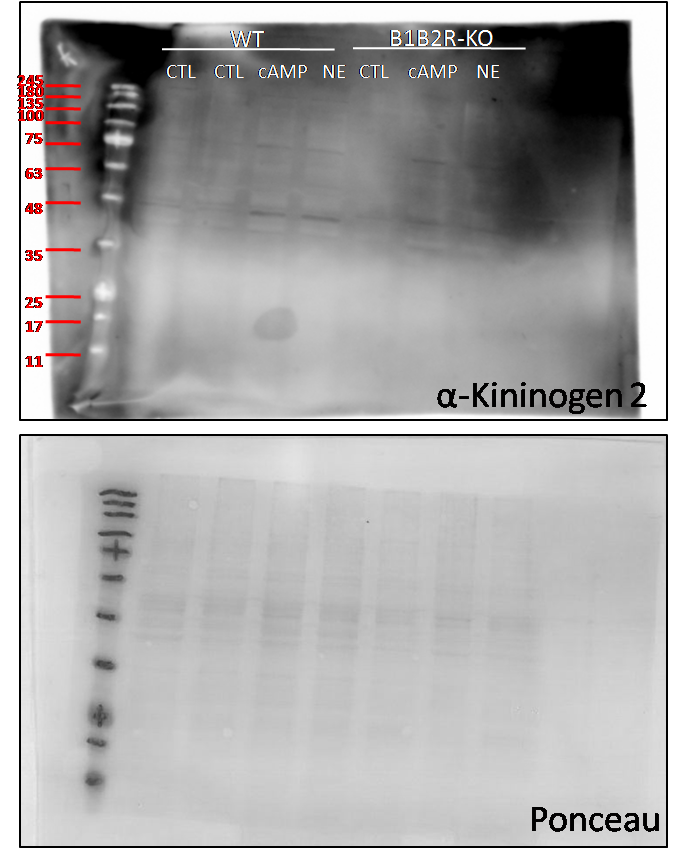 WT B1B2R-KO
CTL CTL cAMP NE CTL cAMP NE
245
180
135
100
75
63
48
35
25
17
11
α-Kininogen 2
Ponceau